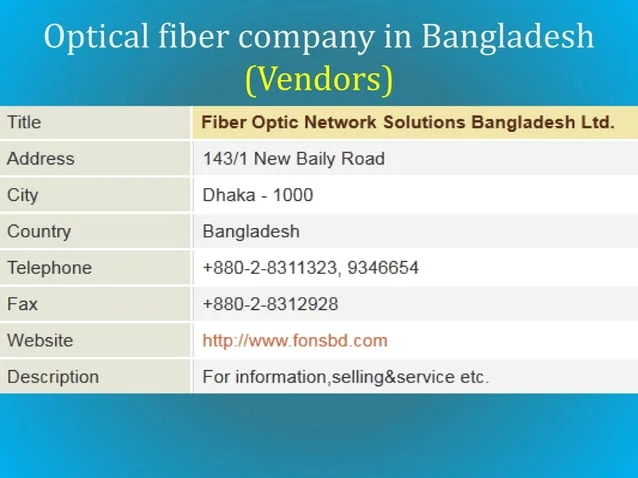 Optical fiber company in Bangladesh
(Vendors)
Title Fiber Optic Network Solutions Bangladesh Ltd.
Address 143/1 New Baily Road
City Dhaka - 1000
Country Bangladesh
Telephone +880-2-8311323, 9346654
Fax +880-2-8312928
Website http://www.fonsbd.com
Description For information,selling&service etc.